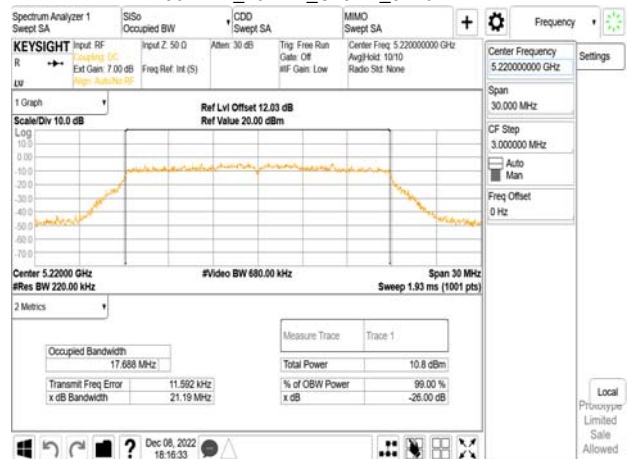 Spectrum Analyzer 1
Swept SA
SISo
Occupied BW
CDD
Swept SA
MIMO
Swept SA
+
Frequency
KEYSIGHT
R
Input: RF
Coupling: DC
Ext Gain: 7.00 dB
Align: Auto/No RF
Input Z: 50 Ω
Freq Ref: Int (S)
Atten: 30 dB
Trig: Free Run
Gate: Off
#IF Gain: Low
Center Freq: 5.220000000 GHz
Avg|Hold: 10/10
Radio Std: None
Center Frequency
5.220000000 GHz
Settings
Span
30.000 MHz
CF Step
3.000000 MHz
Auto
Man
Freq Offset
0 Hz
1 Graph
Ref Lvl Offset 12.03 dB
Scale/Div 10.0 dB
Ref Value 20.00 dBm
Log
10.0
0.00
-10.0
-20.0
-30.0
-40.0
-50.0
-60.0
-70.0
Center 5.22000 GHz
#Video BW 680.00 kHz
Span 30 MHz
#Res BW 220.00 kHz
Sweep 1.93 ms (1001 pts)
2 Metrics
Measure Trace Trace 1
Occupied Bandwidth
17.688 MHz
Total Power 10.8 dBm
Transmit Freq Error 11.592 kHz
% of OBW Power 99.00 %
x dB Bandwidth 21.19 MHz
x dB -26.00 dB
Local
Prototype
Limited
Sale
Allowed
?
Dec 08, 2022
18:16:33